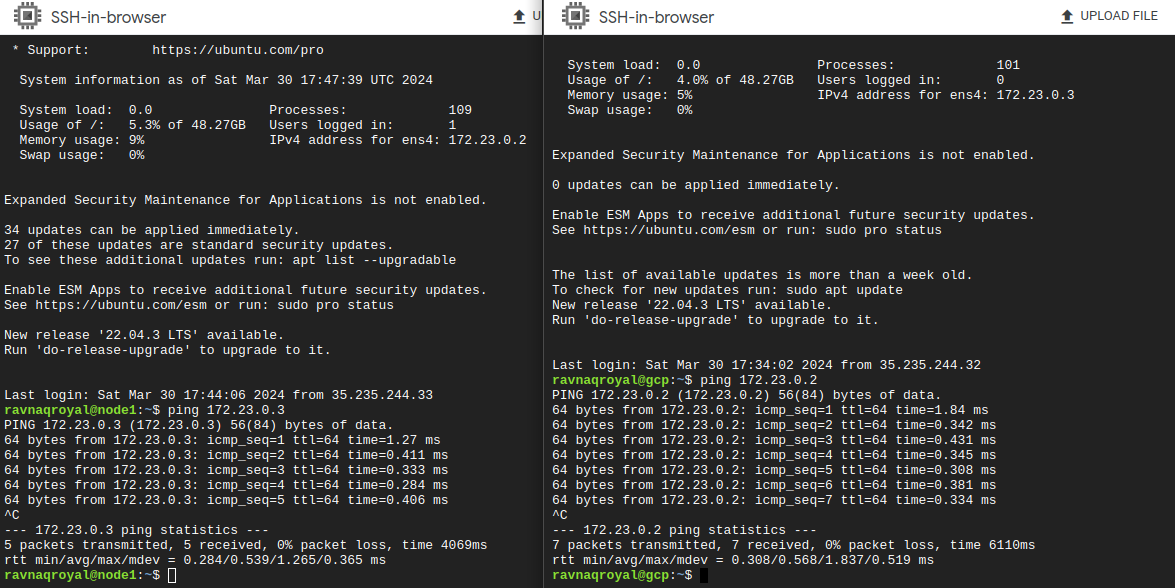 SSH-in-browser
U
 * Support:        https://ubuntu.com/pro
  System information as of Sat Mar 30 17:47:39 UTC 2024
  System load:  0.0               Processes:             109
  Usage of /:   5.3% of 48.27GB   Users logged in:       1
  Memory usage: 9%                IPv4 address for ens4: 172.23.0.2
  Swap usage:   0%
Expanded Security Maintenance for Applications is not enabled.
34 updates can be applied immediately.
27 of these updates are standard security updates.
To see these additional updates run: apt list --upgradable
Enable ESM Apps to receive additional future security updates.
See https://ubuntu.com/esm or run: sudo pro status
New release '22.04.3 LTS' available.
Run 'do-release-upgrade' to upgrade to it.
Last login: Sat Mar 30 17:44:06 2024 from 35.235.244.33
ravnaqroyal@node1:~$ ping 172.23.0.3
PING 172.23.0.3 (172.23.0.3) 56(84) bytes of data.
64 bytes from 172.23.0.3: icmp_seq=1 ttl=64 time=1.27 ms
64 bytes from 172.23.0.3: icmp_seq=2 ttl=64 time=0.411 ms
64 bytes from 172.23.0.3: icmp_seq=3 ttl=64 time=0.333 ms
64 bytes from 172.23.0.3: icmp_seq=4 ttl=64 time=0.284 ms
64 bytes from 172.23.0.3: icmp_seq=5 ttl=64 time=0.406 ms
^C
--- 172.23.0.3 ping statistics ---
5 packets transmitted, 5 received, 0% packet loss, time 4069ms
rtt min/avg/max/mdev = 0.284/0.539/1.265/0.365 ms
ravnaqroyal@node1:~$
SSH-in-browser
UPLOAD FILE
  System load:  0.0               Processes:             101
  Usage of /:   4.0% of 48.27GB   Users logged in:       0
  Memory usage: 5%                IPv4 address for ens4: 172.23.0.3
  Swap usage:   0%
Expanded Security Maintenance for Applications is not enabled.
0 updates can be applied immediately.
Enable ESM Apps to receive additional future security updates.
See https://ubuntu.com/esm or run: sudo pro status
The list of available updates is more than a week old.
To check for new updates run: sudo apt update
New release '22.04.3 LTS' available.
Run 'do-release-upgrade' to upgrade to it.
Last login: Sat Mar 30 17:34:02 2024 from 35.235.244.32
ravnaqroyal@gcp:~$ ping 172.23.0.2
PING 172.23.0.2 (172.23.0.2) 56(84) bytes of data.
64 bytes from 172.23.0.2: icmp_seq=1 ttl=64 time=1.84 ms
64 bytes from 172.23.0.2: icmp_seq=2 ttl=64 time=0.342 ms
64 bytes from 172.23.0.2: icmp_seq=3 ttl=64 time=0.431 ms
64 bytes from 172.23.0.2: icmp_seq=4 ttl=64 time=0.345 ms
64 bytes from 172.23.0.2: icmp_seq=5 ttl=64 time=0.308 ms
64 bytes from 172.23.0.2: icmp_seq=6 ttl=64 time=0.381 ms
64 bytes from 172.23.0.2: icmp_seq=7 ttl=64 time=0.334 ms
^C
--- 172.23.0.2 ping statistics ---
7 packets transmitted, 7 received, 0% packet loss, time 6110ms
rtt min/avg/max/mdev = 0.308/0.568/1.837/0.519 ms
ravnaqroyal@gcp:~$